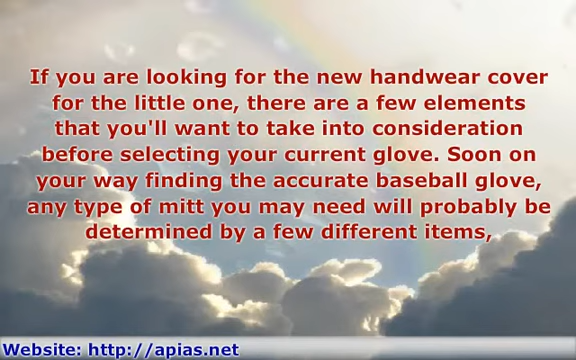 If you are looking for the new handwear cover
for the little one, there are a few elements
that you'll want to take into consideration
before selecting your current glove. Soon on
your way finding the accurate baseball glove,
any type of mitt you may need will probably be
determined by a few different items,
Website: http://apias.net